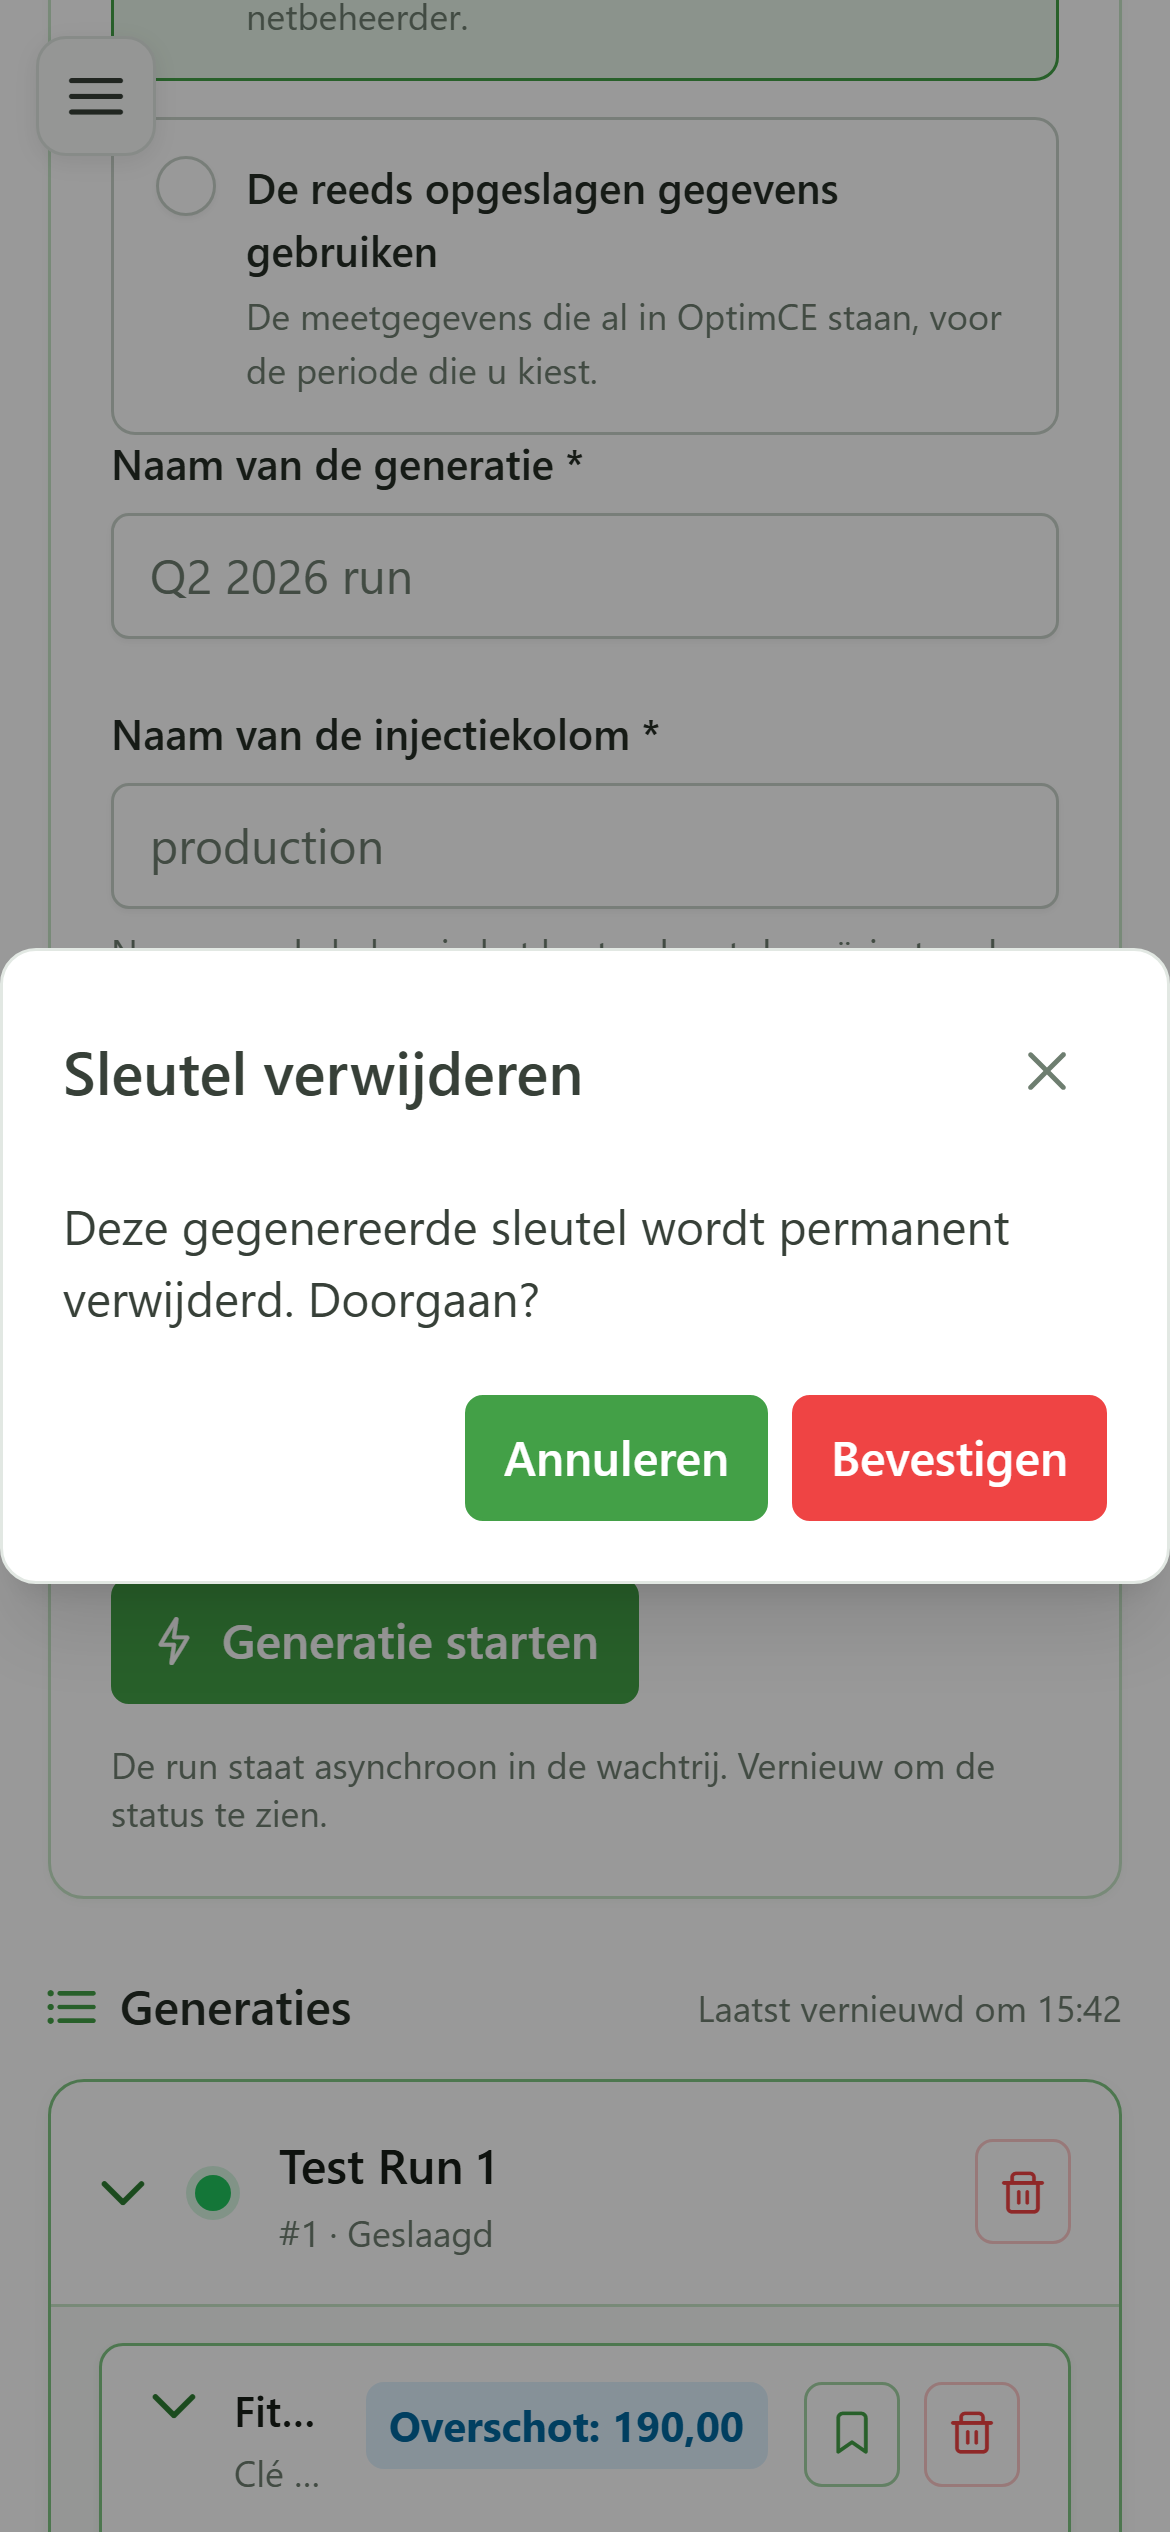 netbeheerder.
De reeds opgeslagen gegevens
gebruiken
De meetgegevens die al in OptimCE staan, voor
de periode die u kiest.
Naam van de generatie *
Q2 2026 run
Naam van de injectiekolom *
production
Sleutel verwijderen
Deze gegenereerde sleutel wordt permanent
verwijderd. Doorgaan?
Annuleren
Bevestigen
Generatie starten
De run staat asynchroon in de wachtrij. Vernieuw om de
status te zien.
Generaties
Laatst vernieuwd om 15:42
Test Run 1
#1 · Geslaagd
Fit...
Overschot: 190,00
Clé ...